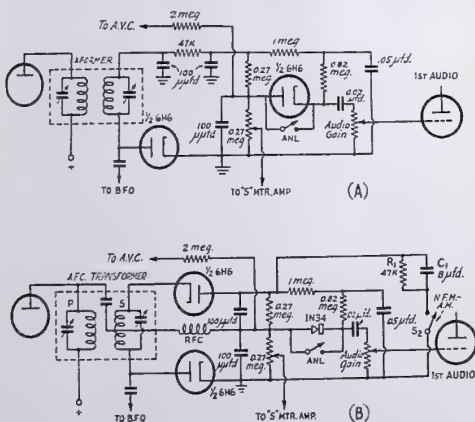 To A.V.C.
2 meg.
XFORMER
47K
100 μμfd
1 meg.
.05 μfd.
0.27 meg.
0.82 meg.
½ 6H6
0.02 μfd.
1ST AUDIO
½ 6H6
100 μμfd
0.27 meg.
ANL
Audio Gain
TO BFO
TO "S" MTR. AMP
(A)
To A.V.C.
2 meg.
A.F.C. TRANSFORMER
½ 6H6
R₁ 47K
C₁ 8 μfd.
P
S
100 μμfd
1 meg.
0.27 meg.
0.82 meg.
N.F.M.-A.M.
RFC
1N34
.05 μfd.
S₂
100 μμfd
0.27 meg.
ANL
Audio Gain
½ 6H6
1ST AUDIO
TO BFO
TO "S" MTR. AMP.
(B)